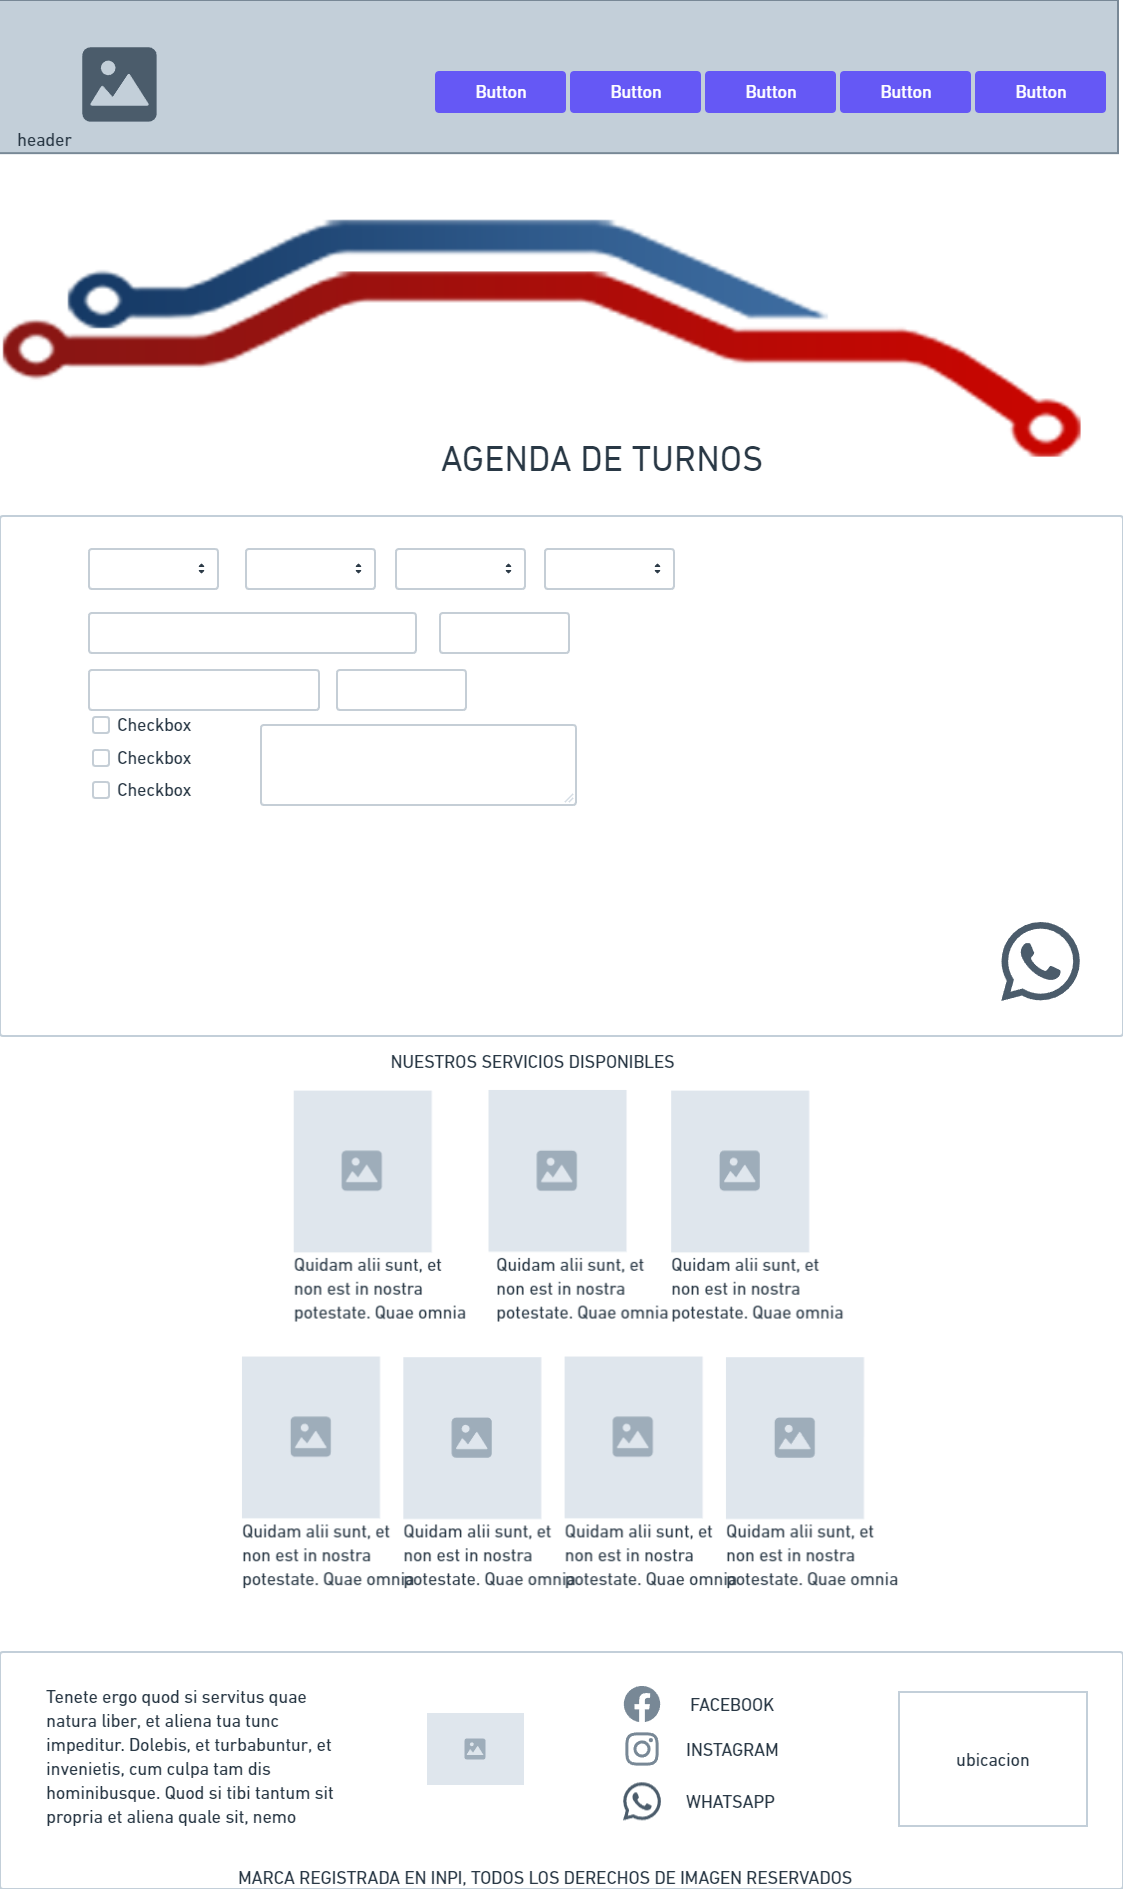 Button Button Button Button Button
header
AGENDA DE TURNOS
Checkbox
Checkbox
Checkbox
NUESTROS SERVICIOS DISPONIBLES
Quidam alii sunt, et
non est in nostra
potestate. Quae omnia
Quidam alii sunt, et
non est in nostra
potestate. Quae omnia
Quidam alii sunt, et
non est in nostra
potestate. Quae omnia
Quidam alii sunt, et
non est in nostra
potestate. Quae omnia
Quidam alii sunt, et
non est in nostra
potestate. Quae omnia
Quidam alii sunt, et
non est in nostra
potestate. Quae omnia
Quidam alii sunt, et
non est in nostra
potestate. Quae omnia
Tenete ergo quod si servitus quae
natura liber, et aliena tua tunc
impeditur. Dolebis, et turbabuntur, et
invenietis, cum culpa tam dis
hominibusque. Quod si tibi tantum sit
propria et aliena quale sit, nemo
FACEBOOK
INSTAGRAM
WHATSAPP
ubicacion
MARCA REGISTRADA EN INPI, TODOS LOS DERECHOS DE IMAGEN RESERVADOS